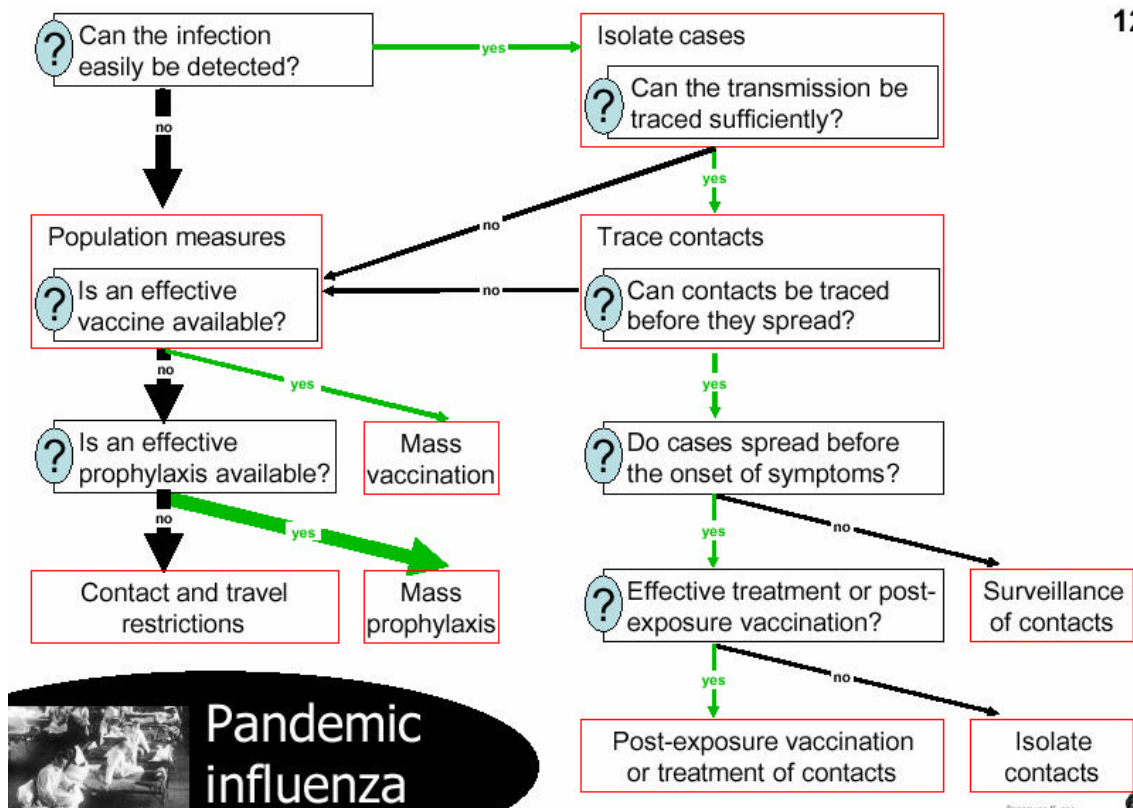 12
?
Can the infection
easily be detected?
yes
Isolate cases
?
Can the transmission be
traced sufficiently?
no
yes
no
Population measures
?
Is an effective
vaccine available?
no
Trace contacts
?
Can contacts be traced
before they spread?
no
yes
yes
?
Is an effective
prophylaxis available?
Mass
vaccination
?
Do cases spread before
the onset of symptoms?
no
yes
yes
no
Contact and travel
restrictions
Mass
prophylaxis
?
Effective treatment or post-
exposure vaccination?
Surveillance
of contacts
yes
no
Pandemic
influenza
Post-exposure vaccination
or treatment of contacts
Isolate
contacts